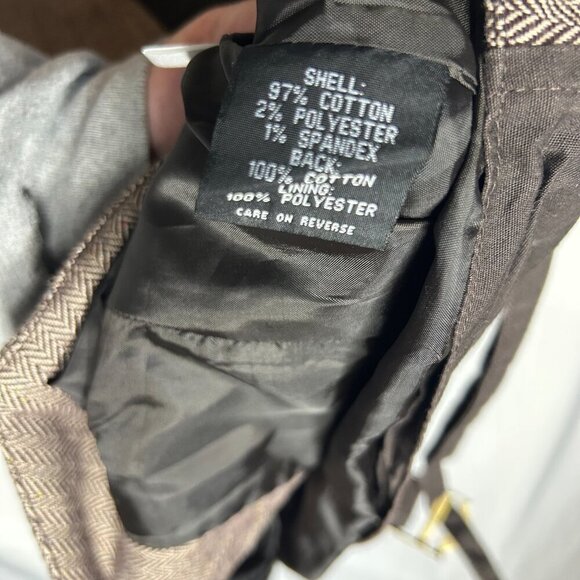 SHELL:
97% COTTON
2% POLYESTER
1% SPANDEX
BACK:
100% COTTON
LINING:
100% POLYESTER
CARE ON REVERSE